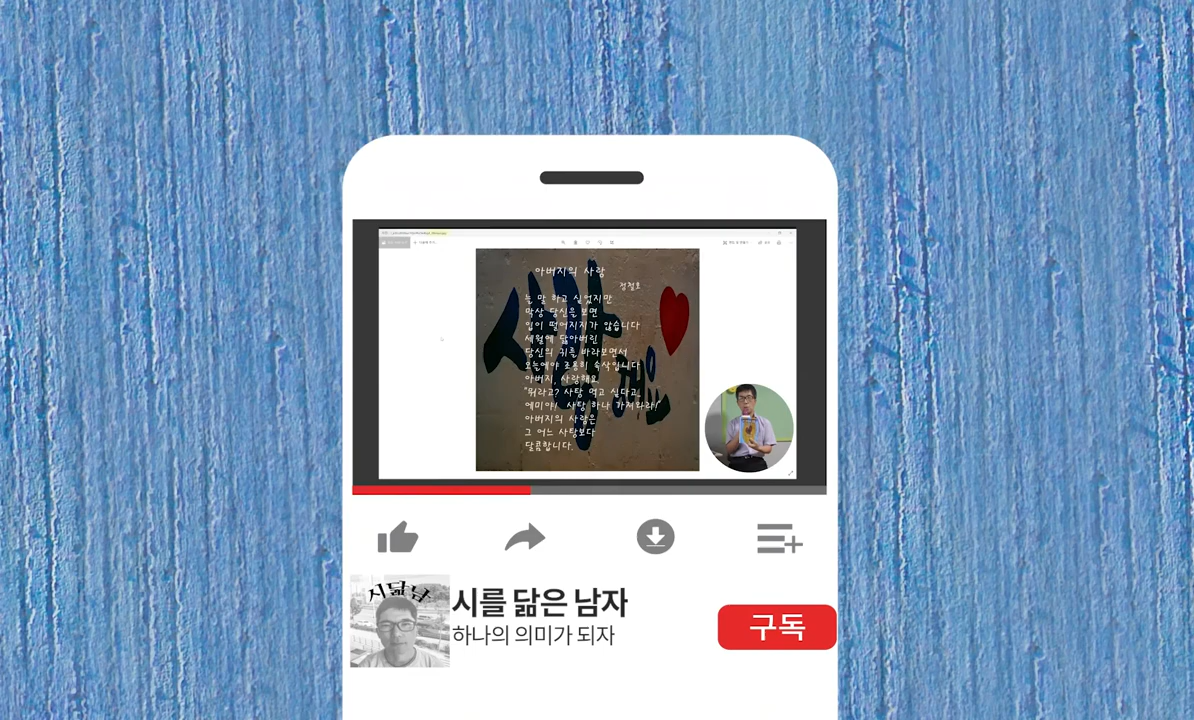 아버지의 사랑
정철호
늘 말 하고 싶었지만
막상 당신을 보면
입이 떨어지지가 않습니다
세월에 닳아버린
당신의 귀를 바라보면서
오늘에야 조용히 속삭입니다
아버지, 사랑해요
"뭐라고? 사탕 먹고 싶다고
에미야! 사탕 하나 가져와라!"
아버지의 사랑은
그 어느 사탕보다
달콤합니다.
시닮남
시를 닮은 남자
하나의 의미가 되자
구독